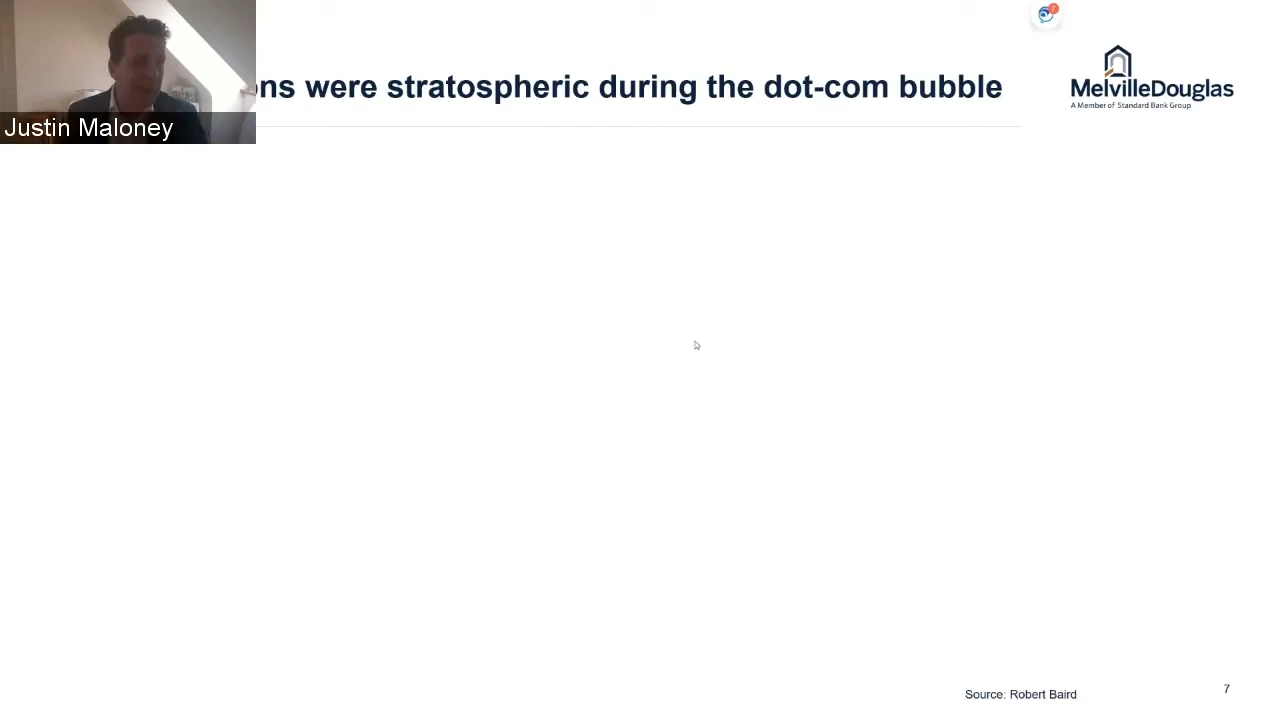 ons were stratospheric during the dot-com bubble
7
MelvilleDouglas
A Member of Standard Bank Group
Justin Maloney
Source: Robert Baird
7